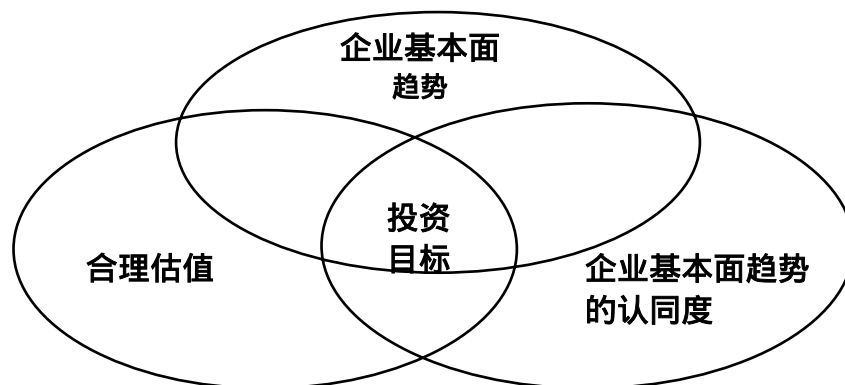 企业基本面
趋势
投资
目标
合理估值
企业基本面趋势
的认同度